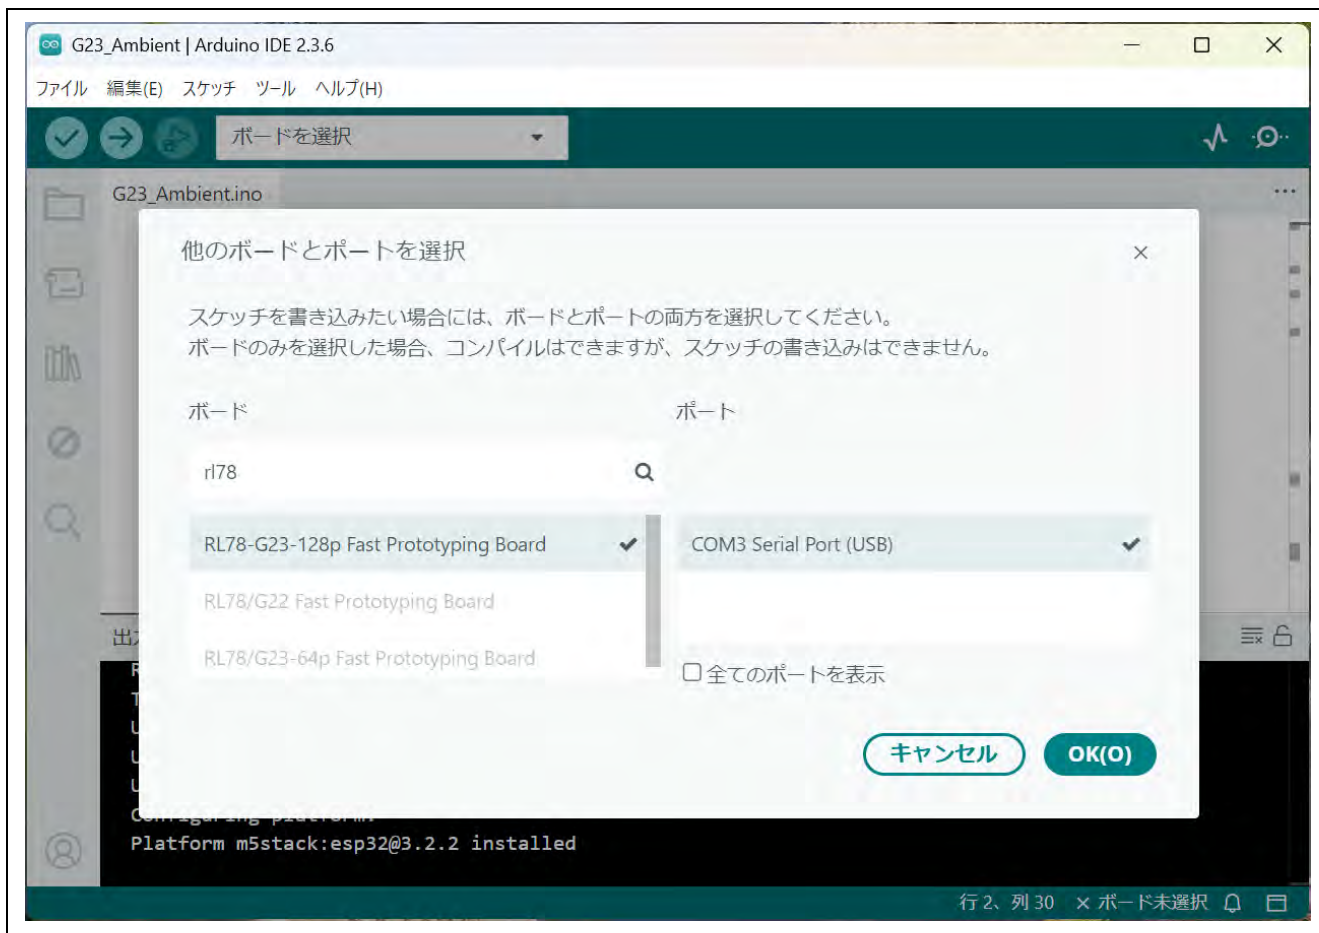 G23_Ambient | Arduino IDE 2.3.6
ファイル 編集(E) スケッチ ツール ヘルプ(H)
ボードを選択
G23_Ambient.ino
他のボードとポートを選択
スケッチを書き込みたい場合には、ボードとポートの両方を選択してください。
ボードのみを選択した場合、コンパイルはできますが、スケッチの書き込みはできません。
ボード ポート
rl78
RL78-G23-128p Fast Prototyping Board COM3 Serial Port (USB)
RL78/G22 Fast Prototyping Board
RL78/G23-64p Fast Prototyping Board
全てのポートを表示
キャンセル OK(O)
Configuring platform.
Platform m5stack:esp32@3.2.2 installed
行 2、列 30 × ボード未選択